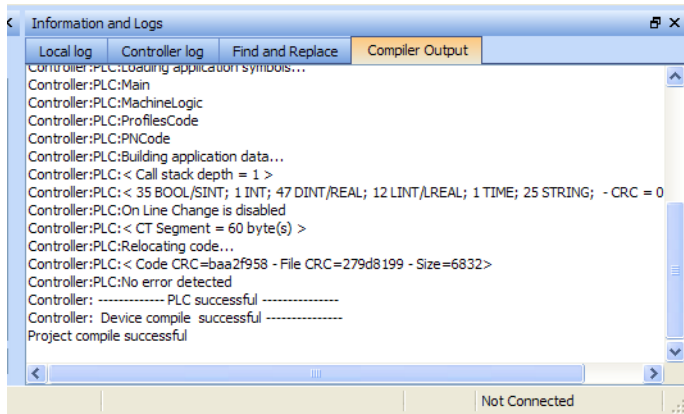 Information and Logs
Local log
Controller log
Find and Replace
Compiler Output
Controller:PLC:Loading application symbols...
Controller:PLC:Main
Controller:PLC:MachineLogic
Controller:PLC:ProfilesCode
Controller:PLC:PNCode
Controller:PLC:Building application data...
Controller:PLC:< Call stack depth = 1 >
Controller:PLC:< 35 BOOL/SINT; 1 INT; 47 DINT/REAL; 12 LINT/LREAL; 1 TIME; 25 STRING;  - CRC = 0
Controller:PLC:On Line Change is disabled
Controller:PLC:< CT Segment = 60 byte(s) >
Controller:PLC:Relocating code...
Controller:PLC:< Code CRC=baa2f958 - File CRC=279d8199 - Size=6832>
Controller:PLC:No error detected
Controller: ------------- PLC successful ---------------
Controller:  Device compile  successful ---------------
Project compile successful
Not Connected